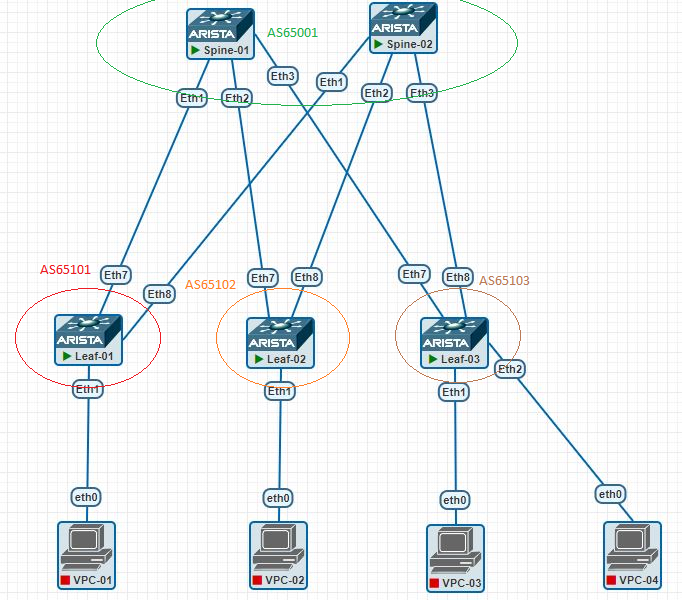 ARISTA
Spine-01
AS65001
ARISTA
Spine-02
Eth3
Eth1
Eth1
Eth2
Eth2
Eth3
AS65101
Eth7
Eth8
AS65102
Eth7
Eth8
Eth7
Eth8
AS65103
ARISTA
Leaf-01
ARISTA
Leaf-02
ARISTA
Leaf-03
Eth1
Eth1
Eth1
Eth2
eth0
eth0
eth0
eth0
VPC-01
VPC-02
VPC-03
VPC-04